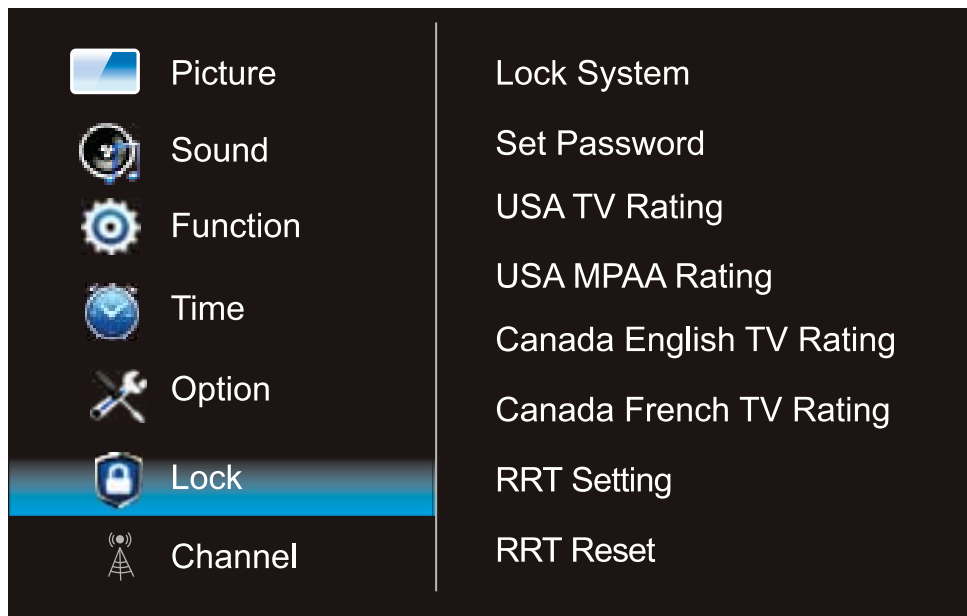 Picture
Sound
Function
Time
Option
Lock
Channel
Lock System
Set Password
USA TV Rating
USA MPAA Rating
Canada English TV Rating
Canada French TV Rating
RRT Setting
RRT Reset